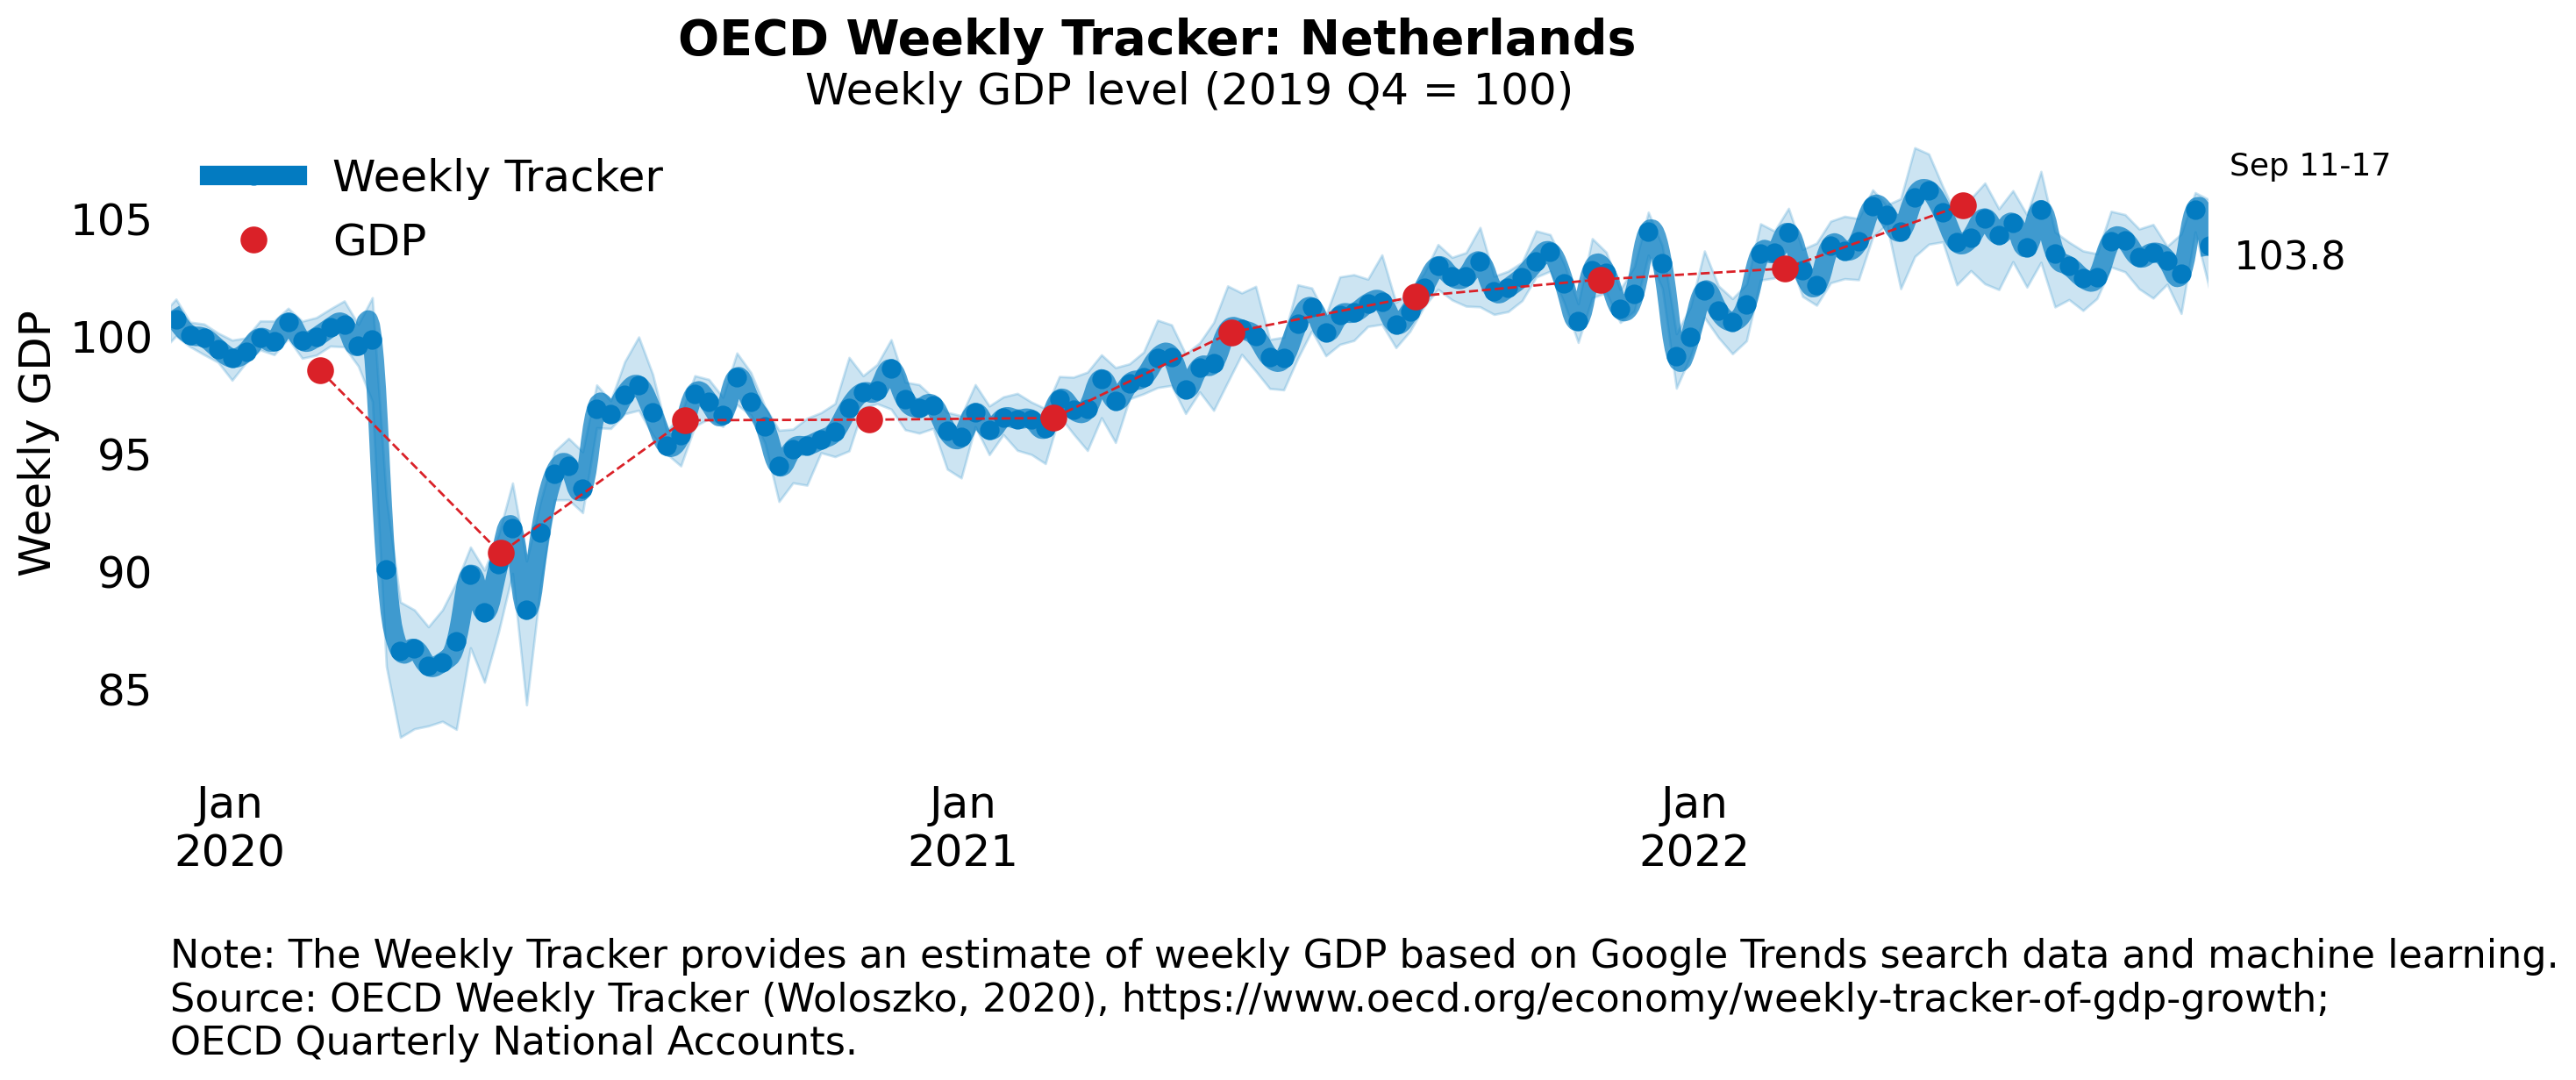 OECD Weekly Tracker: Netherlands
Weekly GDP level (2019 Q4 = 100)
Weekly Tracker
GDP
Sep 11-17
103.8
Weekly GDP
105
100
95
90
85
Jan
2020
Jan
2021
Jan
2022
Note: The Weekly Tracker provides an estimate of weekly GDP based on Google Trends search data and machine learning.
Source: OECD Weekly Tracker (Woloszko, 2020), https://www.oecd.org/economy/weekly-tracker-of-gdp-growth;
OECD Quarterly National Accounts.